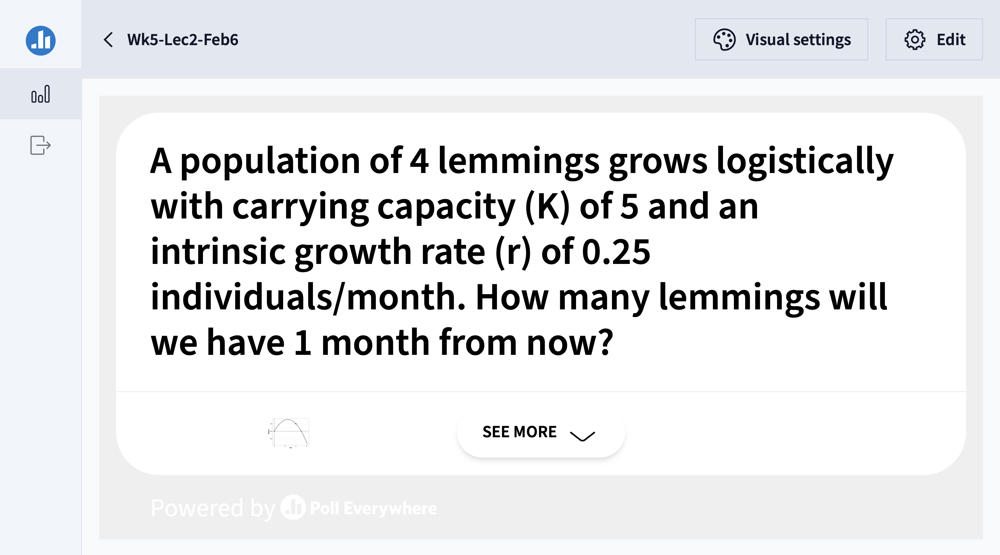 Wk5-Lec2-Feb6
Visual settings
Edit
A population of 4 lemmings grows logistically
with carrying capacity (K) of 5 and an
intrinsic growth rate (r) of 0.25
individuals/month. How many lemmings will
we have 1 month from now?
SEE MORE
Powered by Poll Everywhere